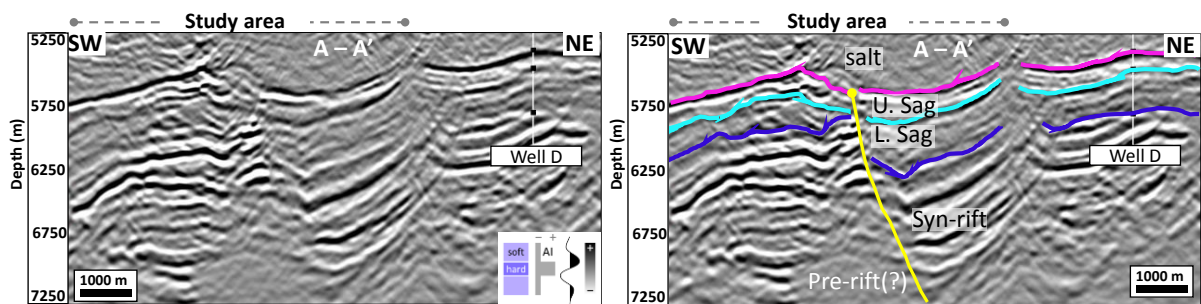 Study area
SW
A – A'
NE
5250
5750
6250
6750
7250
Depth (m)
Well D
1000 m
soft
hard
– +
AI
+
–
Study area
SW
A – A'
NE
salt
U. Sag
L. Sag
Well D
Syn-rift
Pre-rift(?)
5250
5750
6250
6750
7250
Depth (m)
1000 m